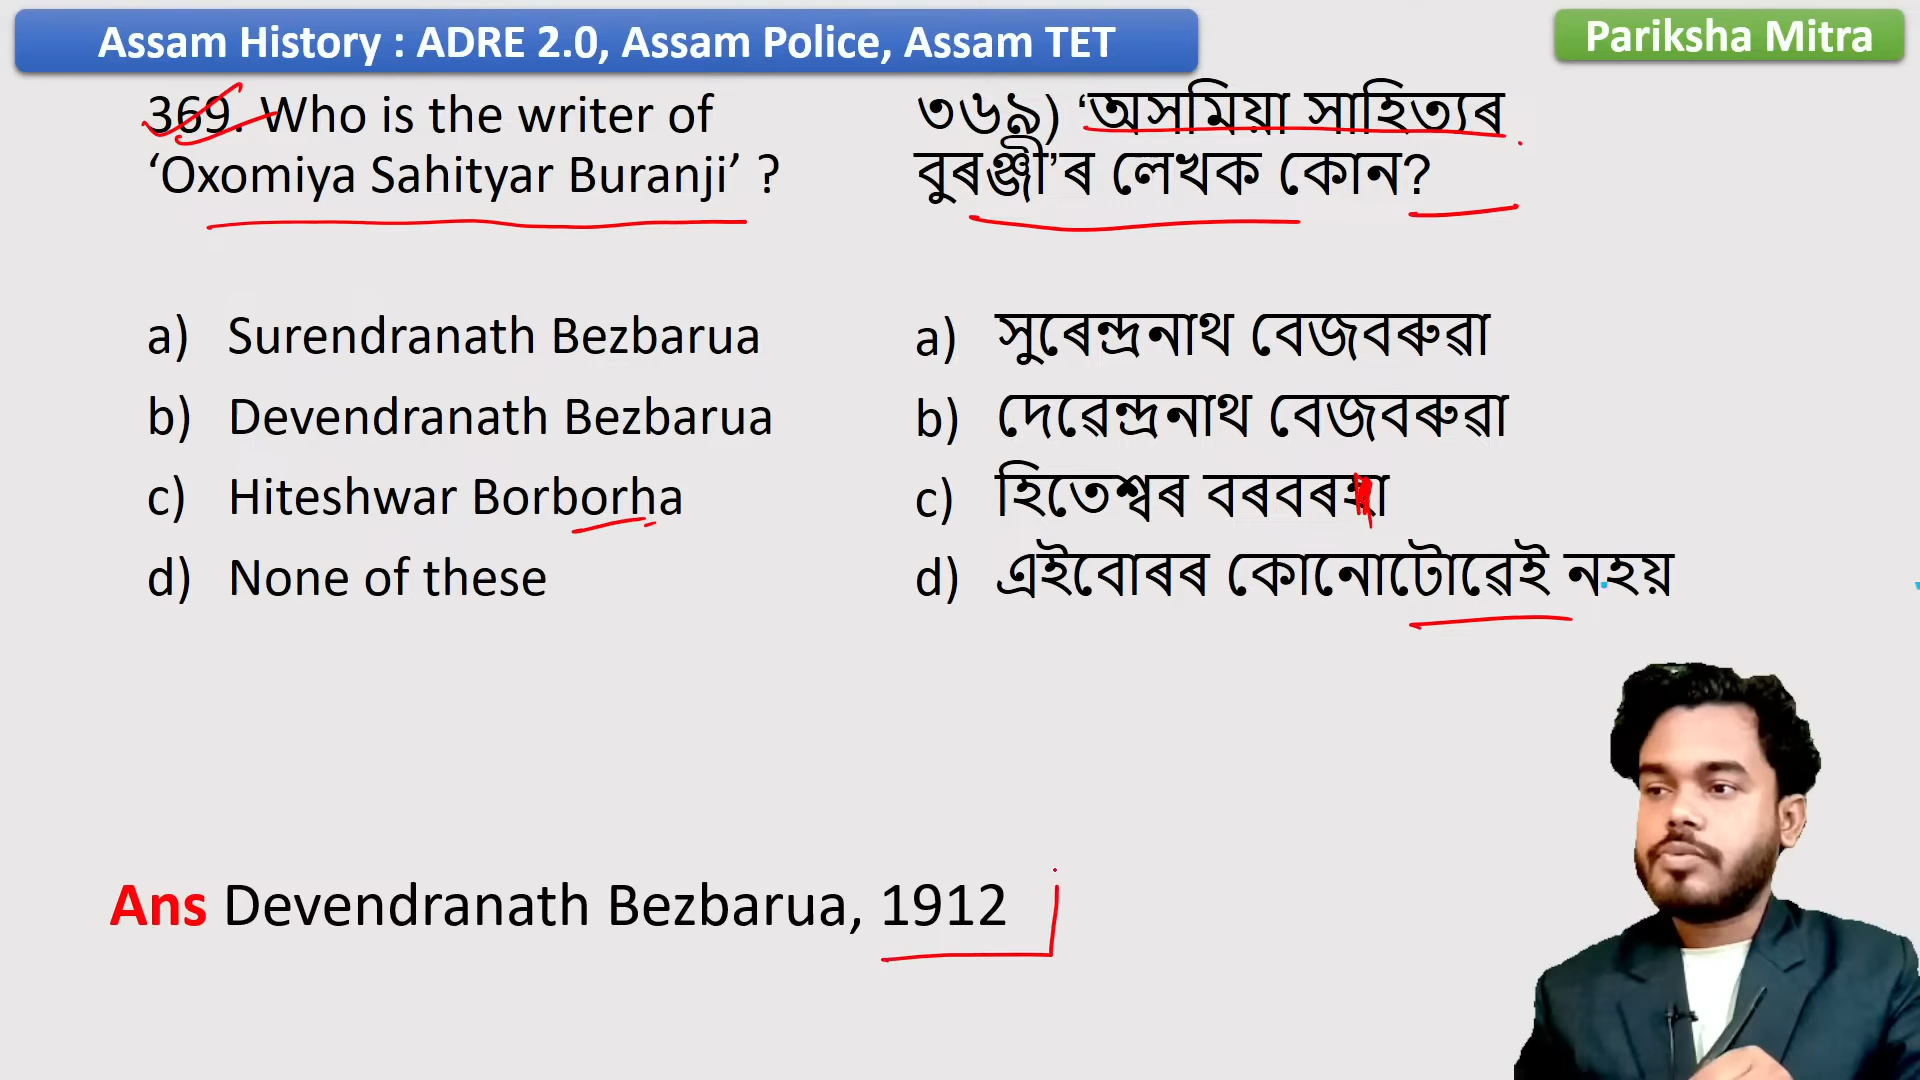 Assam History : ADRE 2.0, Assam Police, Assam TET
Pariksha Mitra
369. Who is the writer of
‘Oxomiya Sahityar Buranji’ ?
a) Surendranath Bezbarua
b) Devendranath Bezbarua
c) Hiteshwar Borborha
d) None of these
৩৬৯) ‘অসমিয়া সাহিত্যৰ
বুৰঞ্জী’ৰ লেখক কোন?
a) সুৰেন্দ্ৰনাথ বেজবৰুৱা
b) দেৱেন্দ্ৰনাথ বেজবৰুৱা
c) হিতেশ্বৰ
d) এইবোৰৰ কোনোটোৱেই নহয়
Ans Devendranath Bezbarua, 1912